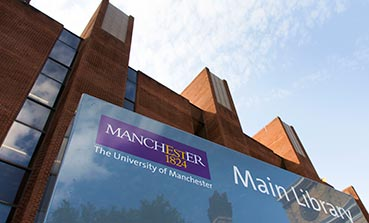 MANCHESTER
1824
The University of Manchester
Main Library